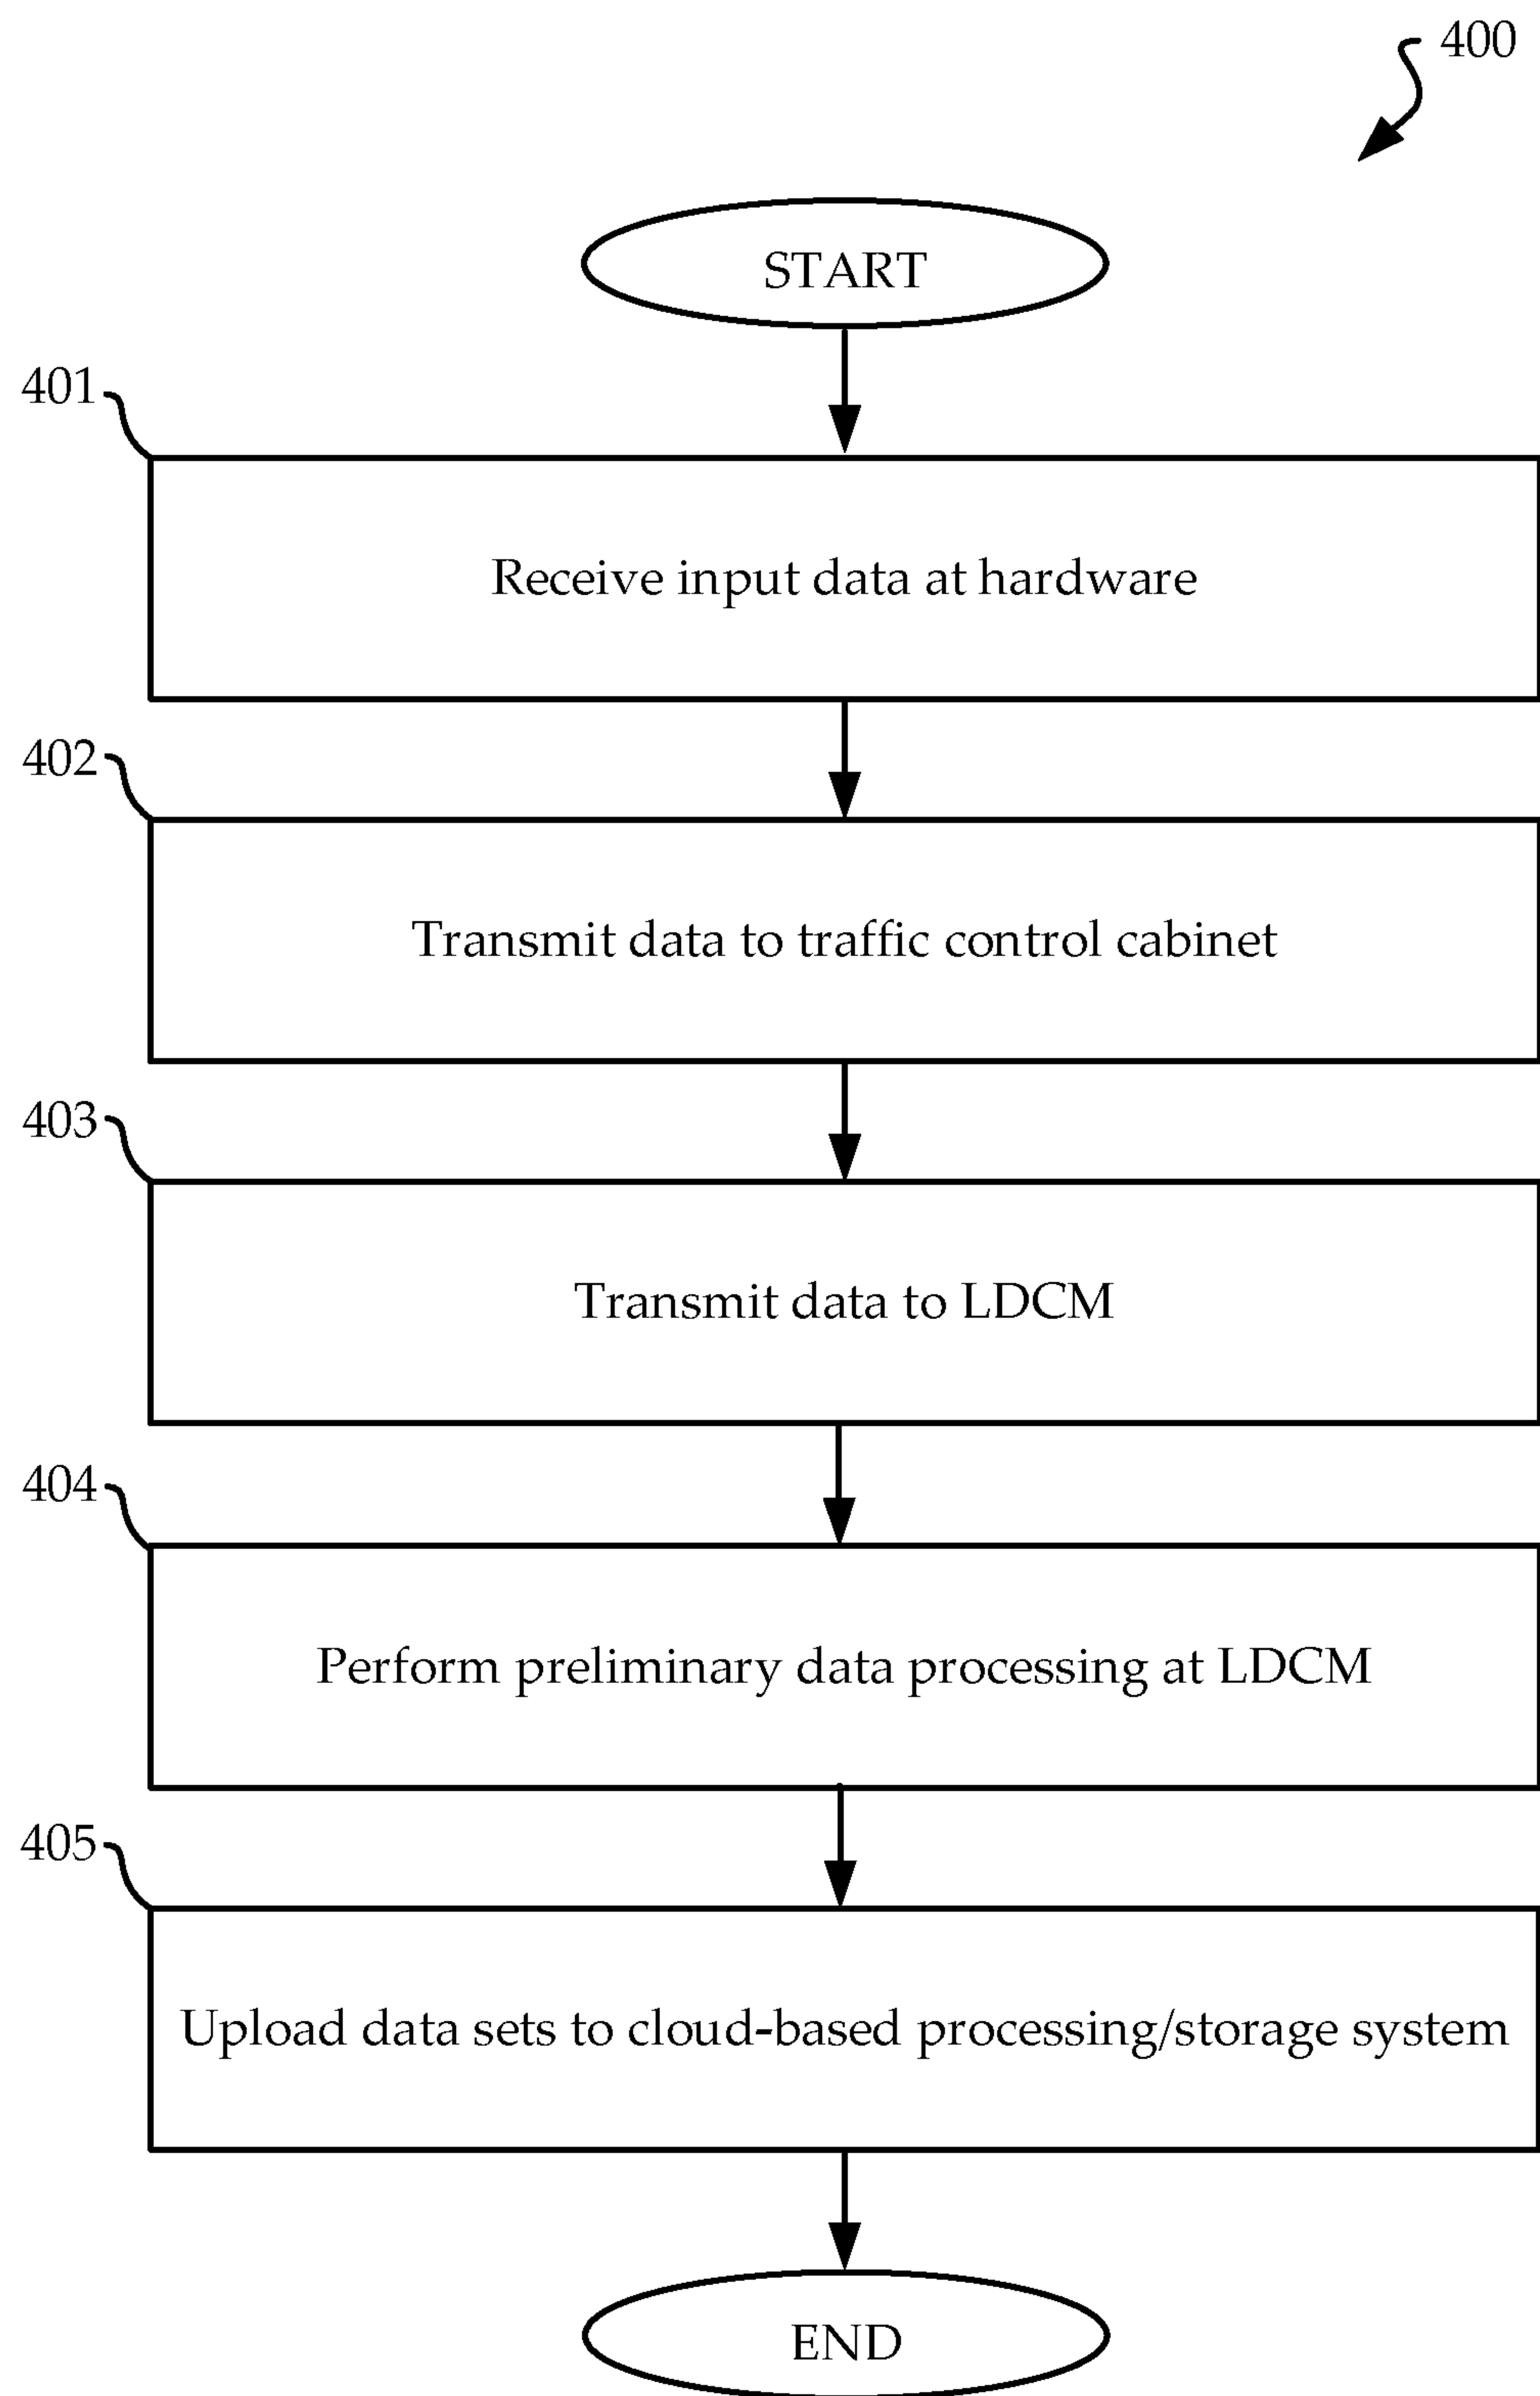 400
START
401
Receive input data at hardware
402
Transmit data to traffic control cabinet
403
Transmit data to LDCM
404
Perform preliminary data processing at LDCM
405
Upload data sets to cloud-based processing/storage system
END